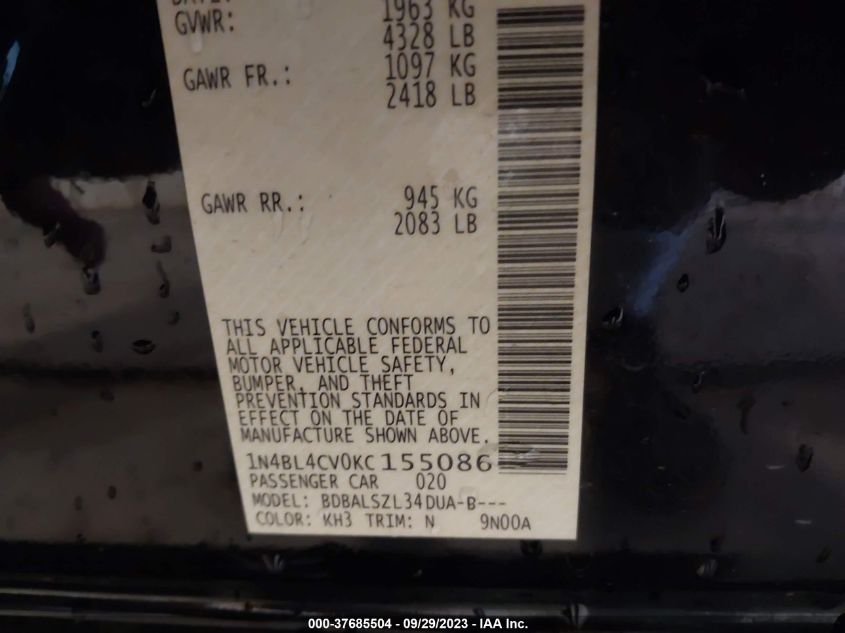 GVWR: 1963 KG
4328 LB
GAWR FR.: 1097 KG
2418 LB
GAWR RR.: 945 KG
2083 LB
THIS VEHICLE CONFORMS TO
ALL APPLICABLE FEDERAL
MOTOR VEHICLE SAFETY,
BUMPER, AND THEFT
PREVENTION STANDARDS IN
EFFECT ON THE DATE OF
MANUFACTURE SHOWN ABOVE.
1N4BL4CV0KC155086
PASSENGER CAR 020
MODEL: BDBALSZL34DUA-B---
COLOR: KH3 TRIM: N 9N00A
000-37685504 - 09/29/2023 - IAA Inc.